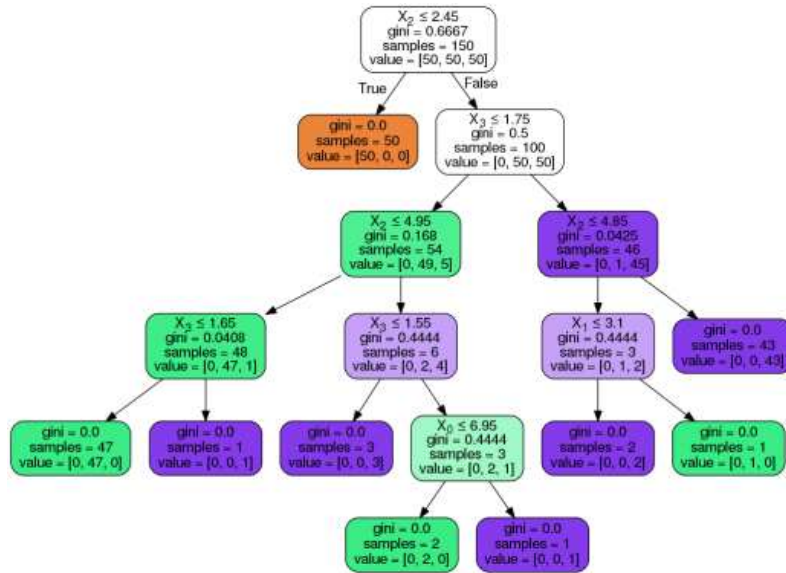 X₂ ≤ 2.45
gini = 0.6667
samples = 150
value = [50, 50, 50]
True
False
gini = 0.0
samples = 50
value = [50, 0, 0]
X₃ ≤ 1.75
gini = 0.5
samples = 100
value = [0, 50, 50]
X₂ ≤ 4.95
gini = 0.168
samples = 54
value = [0, 49, 5]
X₂ ≤ 4.85
gini = 0.0425
samples = 46
value = [0, 1, 45]
X₃ ≤ 1.65
gini = 0.0408
samples = 48
value = [0, 47, 1]
X₃ ≤ 1.55
gini = 0.4444
samples = 6
value = [0, 2, 4]
X₁ ≤ 3.1
gini = 0.4444
samples = 3
value = [0, 1, 2]
gini = 0.0
samples = 43
value = [0, 0, 43]
gini = 0.0
samples = 47
value = [0, 47, 0]
gini = 0.0
samples = 1
value = [0, 0, 1]
gini = 0.0
samples = 3
value = [0, 0, 3]
X₀ ≤ 6.95
gini = 0.4444
samples = 3
value = [0, 2, 1]
gini = 0.0
samples = 2
value = [0, 0, 2]
gini = 0.0
samples = 1
value = [0, 1, 0]
gini = 0.0
samples = 2
value = [0, 2, 0]
gini = 0.0
samples = 1
value = [0, 0, 1]